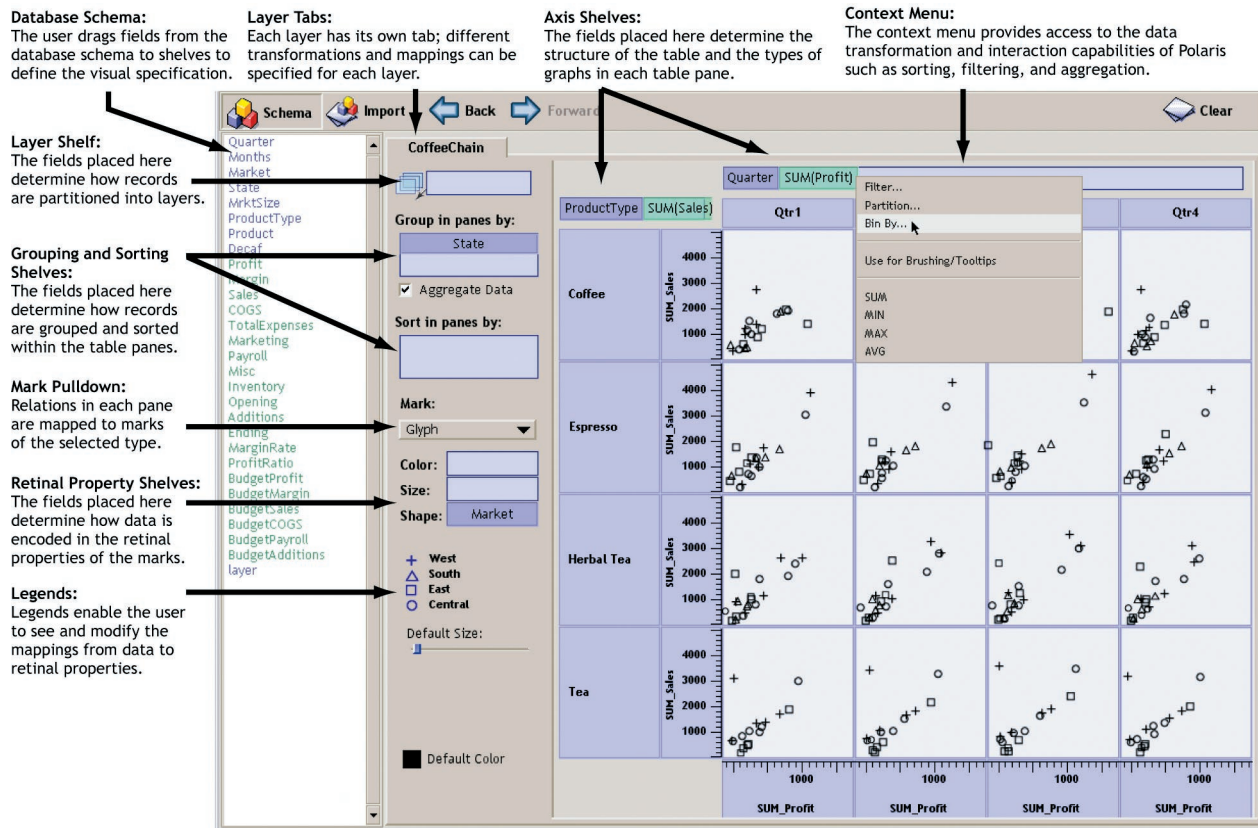 Database Schema:
The user drags fields from the
database schema to shelves to
define the visual specification.
Layer Tabs:
Each layer has its own tab; different
transformations and mappings can be
specified for each layer.
Axis Shelves:
The fields placed here determine the
structure of the table and the types of
graphs in each table pane.
Context Menu:
The context menu provides access to the data
transformation and interaction capabilities of Polaris
such as sorting, filtering, and aggregation.
Layer Shelf:
The fields placed here
determine how records
are partitioned into layers.
Grouping and Sorting
Shelves:
The fields placed here
determine how records
are grouped and sorted
within the table panes.
Mark Pulldown:
Relations in each pane
are mapped to marks
of the selected type.
Retinal Property Shelves:
The fields placed here
determine how data is
encoded in the retinal
properties of the marks.
Legends:
Legends enable the user
to see and modify the
mappings from data to
retinal properties.
Schema
Import
Back
Forward
Clear
Quarter
Months
Market
State
MrktSize
ProductType
Product
Decaf
Profit
Margin
Sales
COGS
TotalExpenses
Marketing
Payroll
Misc
Inventory
Opening
Additions
Ending
MarginRate
ProfitRatio
BudgetProfit
BudgetMargin
BudgetSales
BudgetCOGS
BudgetPayroll
BudgetAdditions
layer
CoffeeChain
Group in panes by:
State
Aggregate Data
Sort in panes by:
Mark:
Glyph
Color:
Size:
Shape: Market
West
South
East
Central
Default Size:
Default Color
Quarter SUM(Profit)
ProductType SUM(Sales)
Qtr1
Qtr4
Filter...
Partition...
Bin By...
Use for Brushing/Tooltips
SUM
MIN
MAX
AVG
Coffee
SUM_Sales
4000
3000
2000
1000
Espresso
SUM_Sales
4000
3000
2000
1000
Herbal Tea
SUM_Sales
4000
3000
2000
1000
Tea
SUM_Sales
4000
3000
2000
1000
1000 1000 1000 1000
SUM_Profit SUM_Profit SUM_Profit SUM_Profit